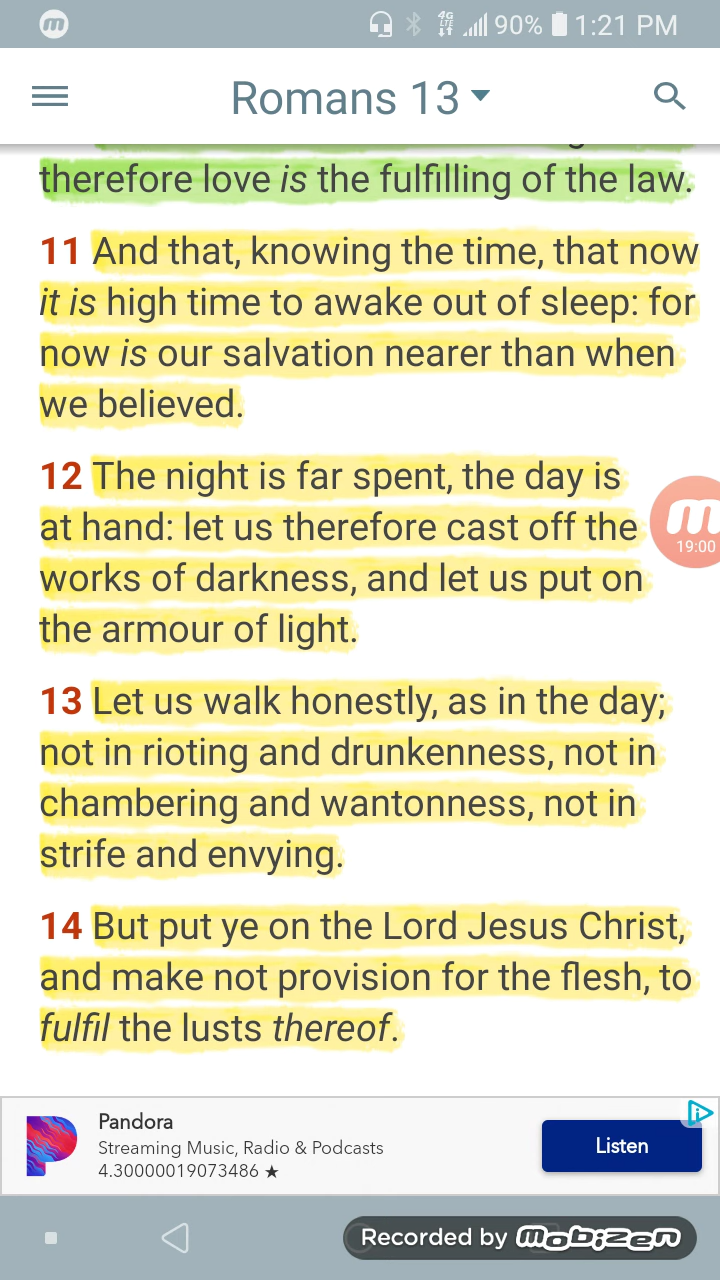 90% 1:21 PM
Romans 13
therefore love is the fulfilling of the law.
11 And that, knowing the time, that now
it is high time to awake out of sleep: for
now is our salvation nearer than when
we believed.
12 The night is far spent, the day is
at hand: let us therefore cast off the
works of darkness, and let us put on
the armour of light.
m
19:00
13 Let us walk honestly, as in the day;
not in rioting and drunkenness, not in
chambering and wantonness, not in
strife and envying.
14 But put ye on the Lord Jesus Christ,
and make not provision for the flesh, to
fulfil the lusts thereof.
Pandora
Streaming Music, Radio & Podcasts
4.30000019073486 ★
Listen
Recorded by mobizen